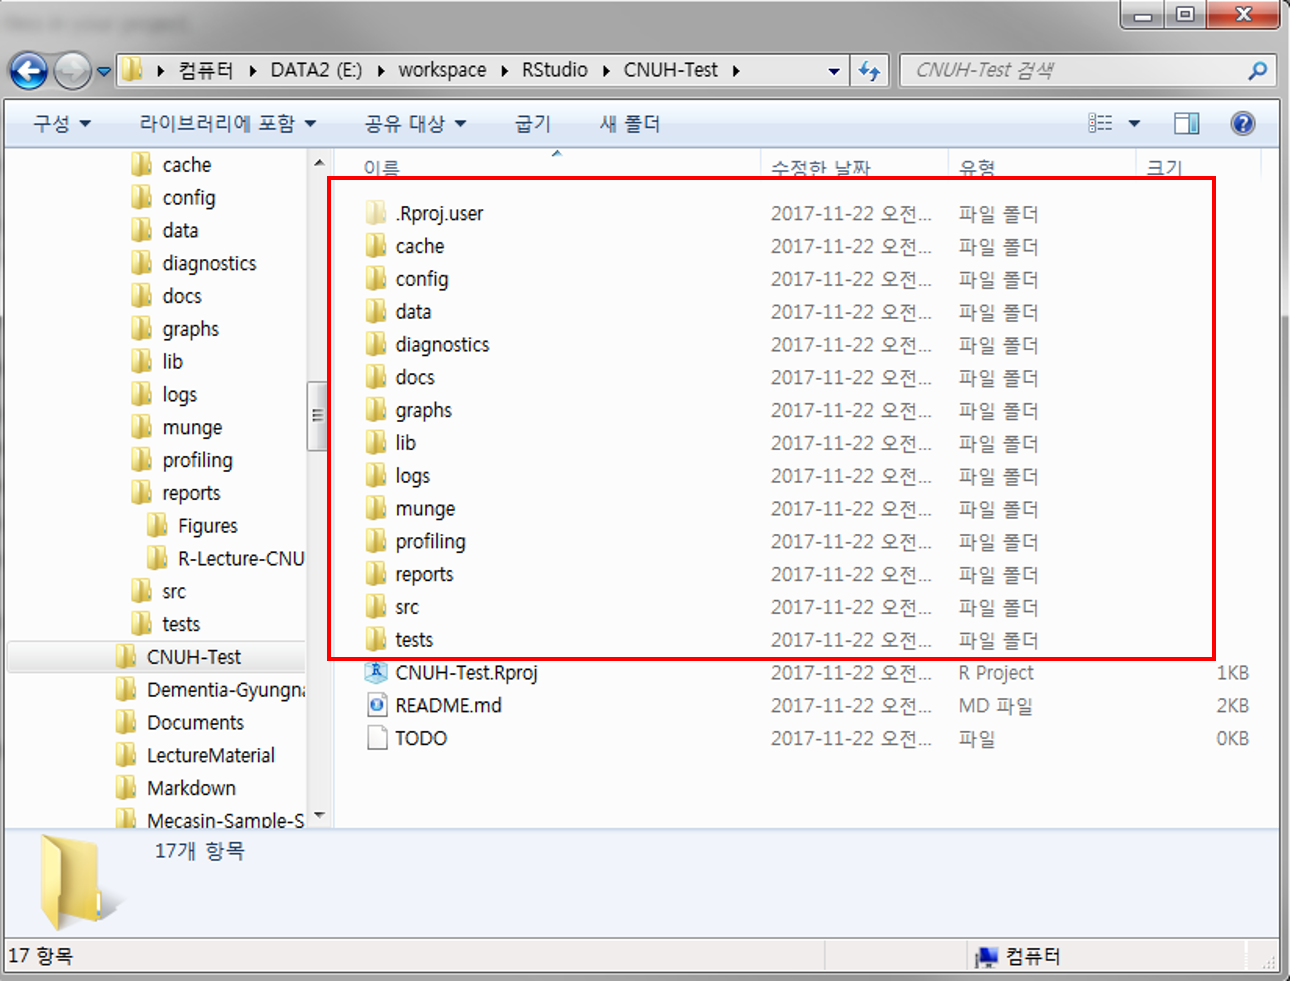 컴퓨터 DATA2 (E:) workspace RStudio CNUH-Test
CNUH-Test 검색
구성 라이브러리에 포함 공유 대상 굽기 새 폴더
cache
config
data
diagnostics
docs
graphs
lib
logs
munge
profiling
reports
Figures
R-Lecture-CNU
src
tests
CNUH-Test
Dementia-Gyungna
Documents
LectureMaterial
Markdown
Mecasin-Sample-S
이름 수정한 날짜 유형 크기
.Rproj.user 2017-11-22 오전... 파일 폴더
cache 2017-11-22 오전... 파일 폴더
config 2017-11-22 오전... 파일 폴더
data 2017-11-22 오전... 파일 폴더
diagnostics 2017-11-22 오전... 파일 폴더
docs 2017-11-22 오전... 파일 폴더
graphs 2017-11-22 오전... 파일 폴더
lib 2017-11-22 오전... 파일 폴더
logs 2017-11-22 오전... 파일 폴더
munge 2017-11-22 오전... 파일 폴더
profiling 2017-11-22 오전... 파일 폴더
reports 2017-11-22 오전... 파일 폴더
src 2017-11-22 오전... 파일 폴더
tests 2017-11-22 오전... 파일 폴더
CNUH-Test.Rproj 2017-11-22 오전... R Project 1KB
README.md 2017-11-22 오전... MD 파일 2KB
TODO 2017-11-22 오전... 파일 0KB
17개 항목
17 항목 컴퓨터